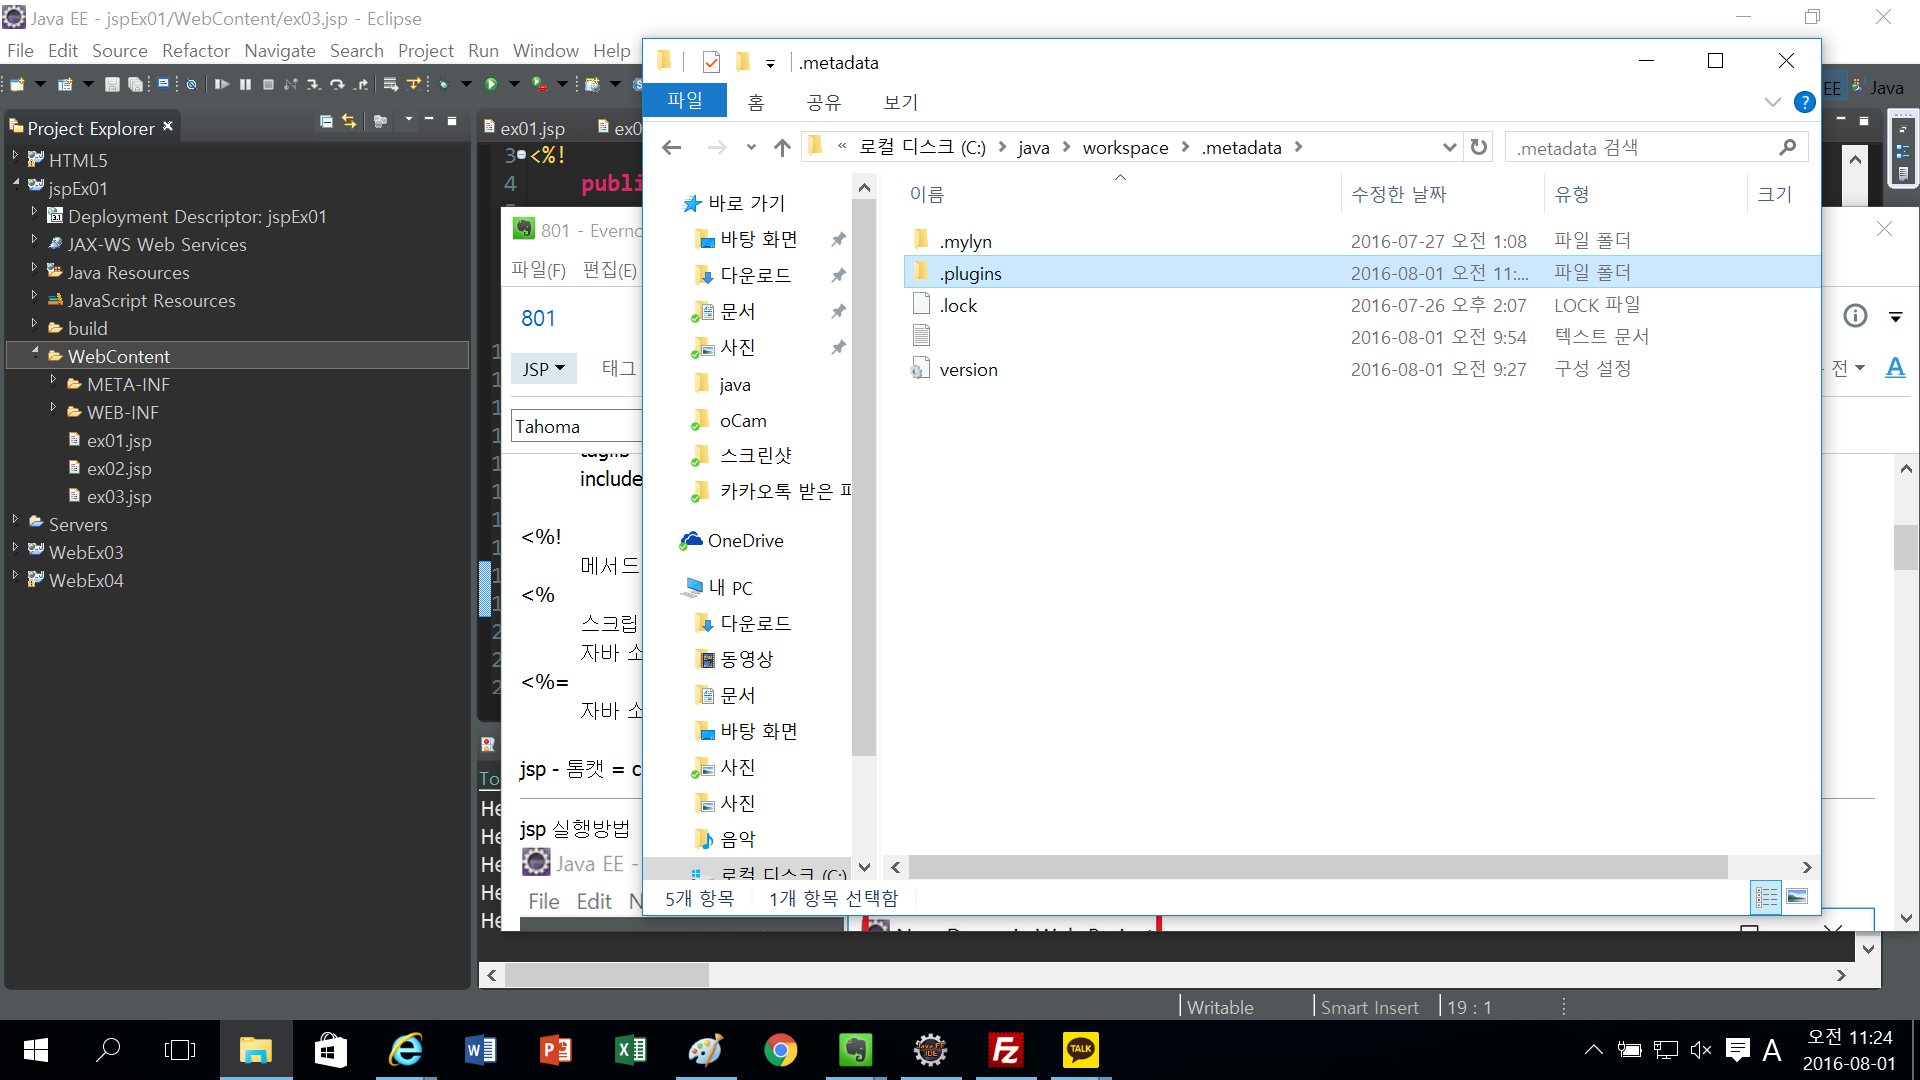 Java EE - jspEx01/WebContent/ex03.jsp - Eclipse
File Edit Source Refactor Navigate Search Project Run Window Help
EE Java
Project Explorer
HTML5
jspEx01
Deployment Descriptor: jspEx01
JAX-WS Web Services
Java Resources
JavaScript Resources
build
WebContent
META-INF
WEB-INF
ex01.jsp
ex02.jsp
ex03.jsp
Servers
WebEx03
WebEx04
ex01.jsp
3 <%!
4
801 - Everno
파일(F) 편집(E)
801
JSP 태그
Tahoma
include
<%!
메서드
<%
스크립
자바 소
<%=
자바 소
jsp - 톰캣 = c
jsp 실행방법
Java EE -
File Edit N
He
He
He
He
He
.metadata
파일 홈 공유 보기
« 로컬 디스크 (C:) > java > workspace > .metadata >
.metadata 검색
바로 가기
바탕 화면
다운로드
문서
사진
java
oCam
스크린샷
카카오톡 받은 파
OneDrive
내 PC
다운로드
동영상
문서
바탕 화면
사진
사진
음악
로컬 디스크 (C:)
이름 수정한 날짜 유형 크기
.mylyn 2016-07-27 오전 1:08 파일 폴더
.plugins 2016-08-01 오전 11:... 파일 폴더
.lock 2016-07-26 오후 2:07 LOCK 파일
2016-08-01 오전 9:54 텍스트 문서
version 2016-08-01 오전 9:27 구성 설정
5개 항목 1개 항목 선택함
전
A
Writable Smart Insert 19 : 1
TALK
A
오전 11:24
2016-08-01